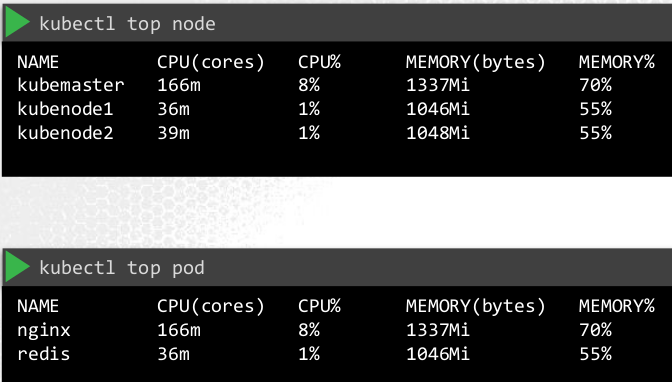 kubectl top node
NAME CPU(cores) CPU% MEMORY(bytes) MEMORY%
kubemaster 166m 8% 1337Mi 70%
kubenode1 36m 1% 1046Mi 55%
kubenode2 39m 1% 1048Mi 55%
kubectl top pod
NAME CPU(cores) CPU% MEMORY(bytes) MEMORY%
nginx 166m 8% 1337Mi 70%
redis 36m 1% 1046Mi 55%